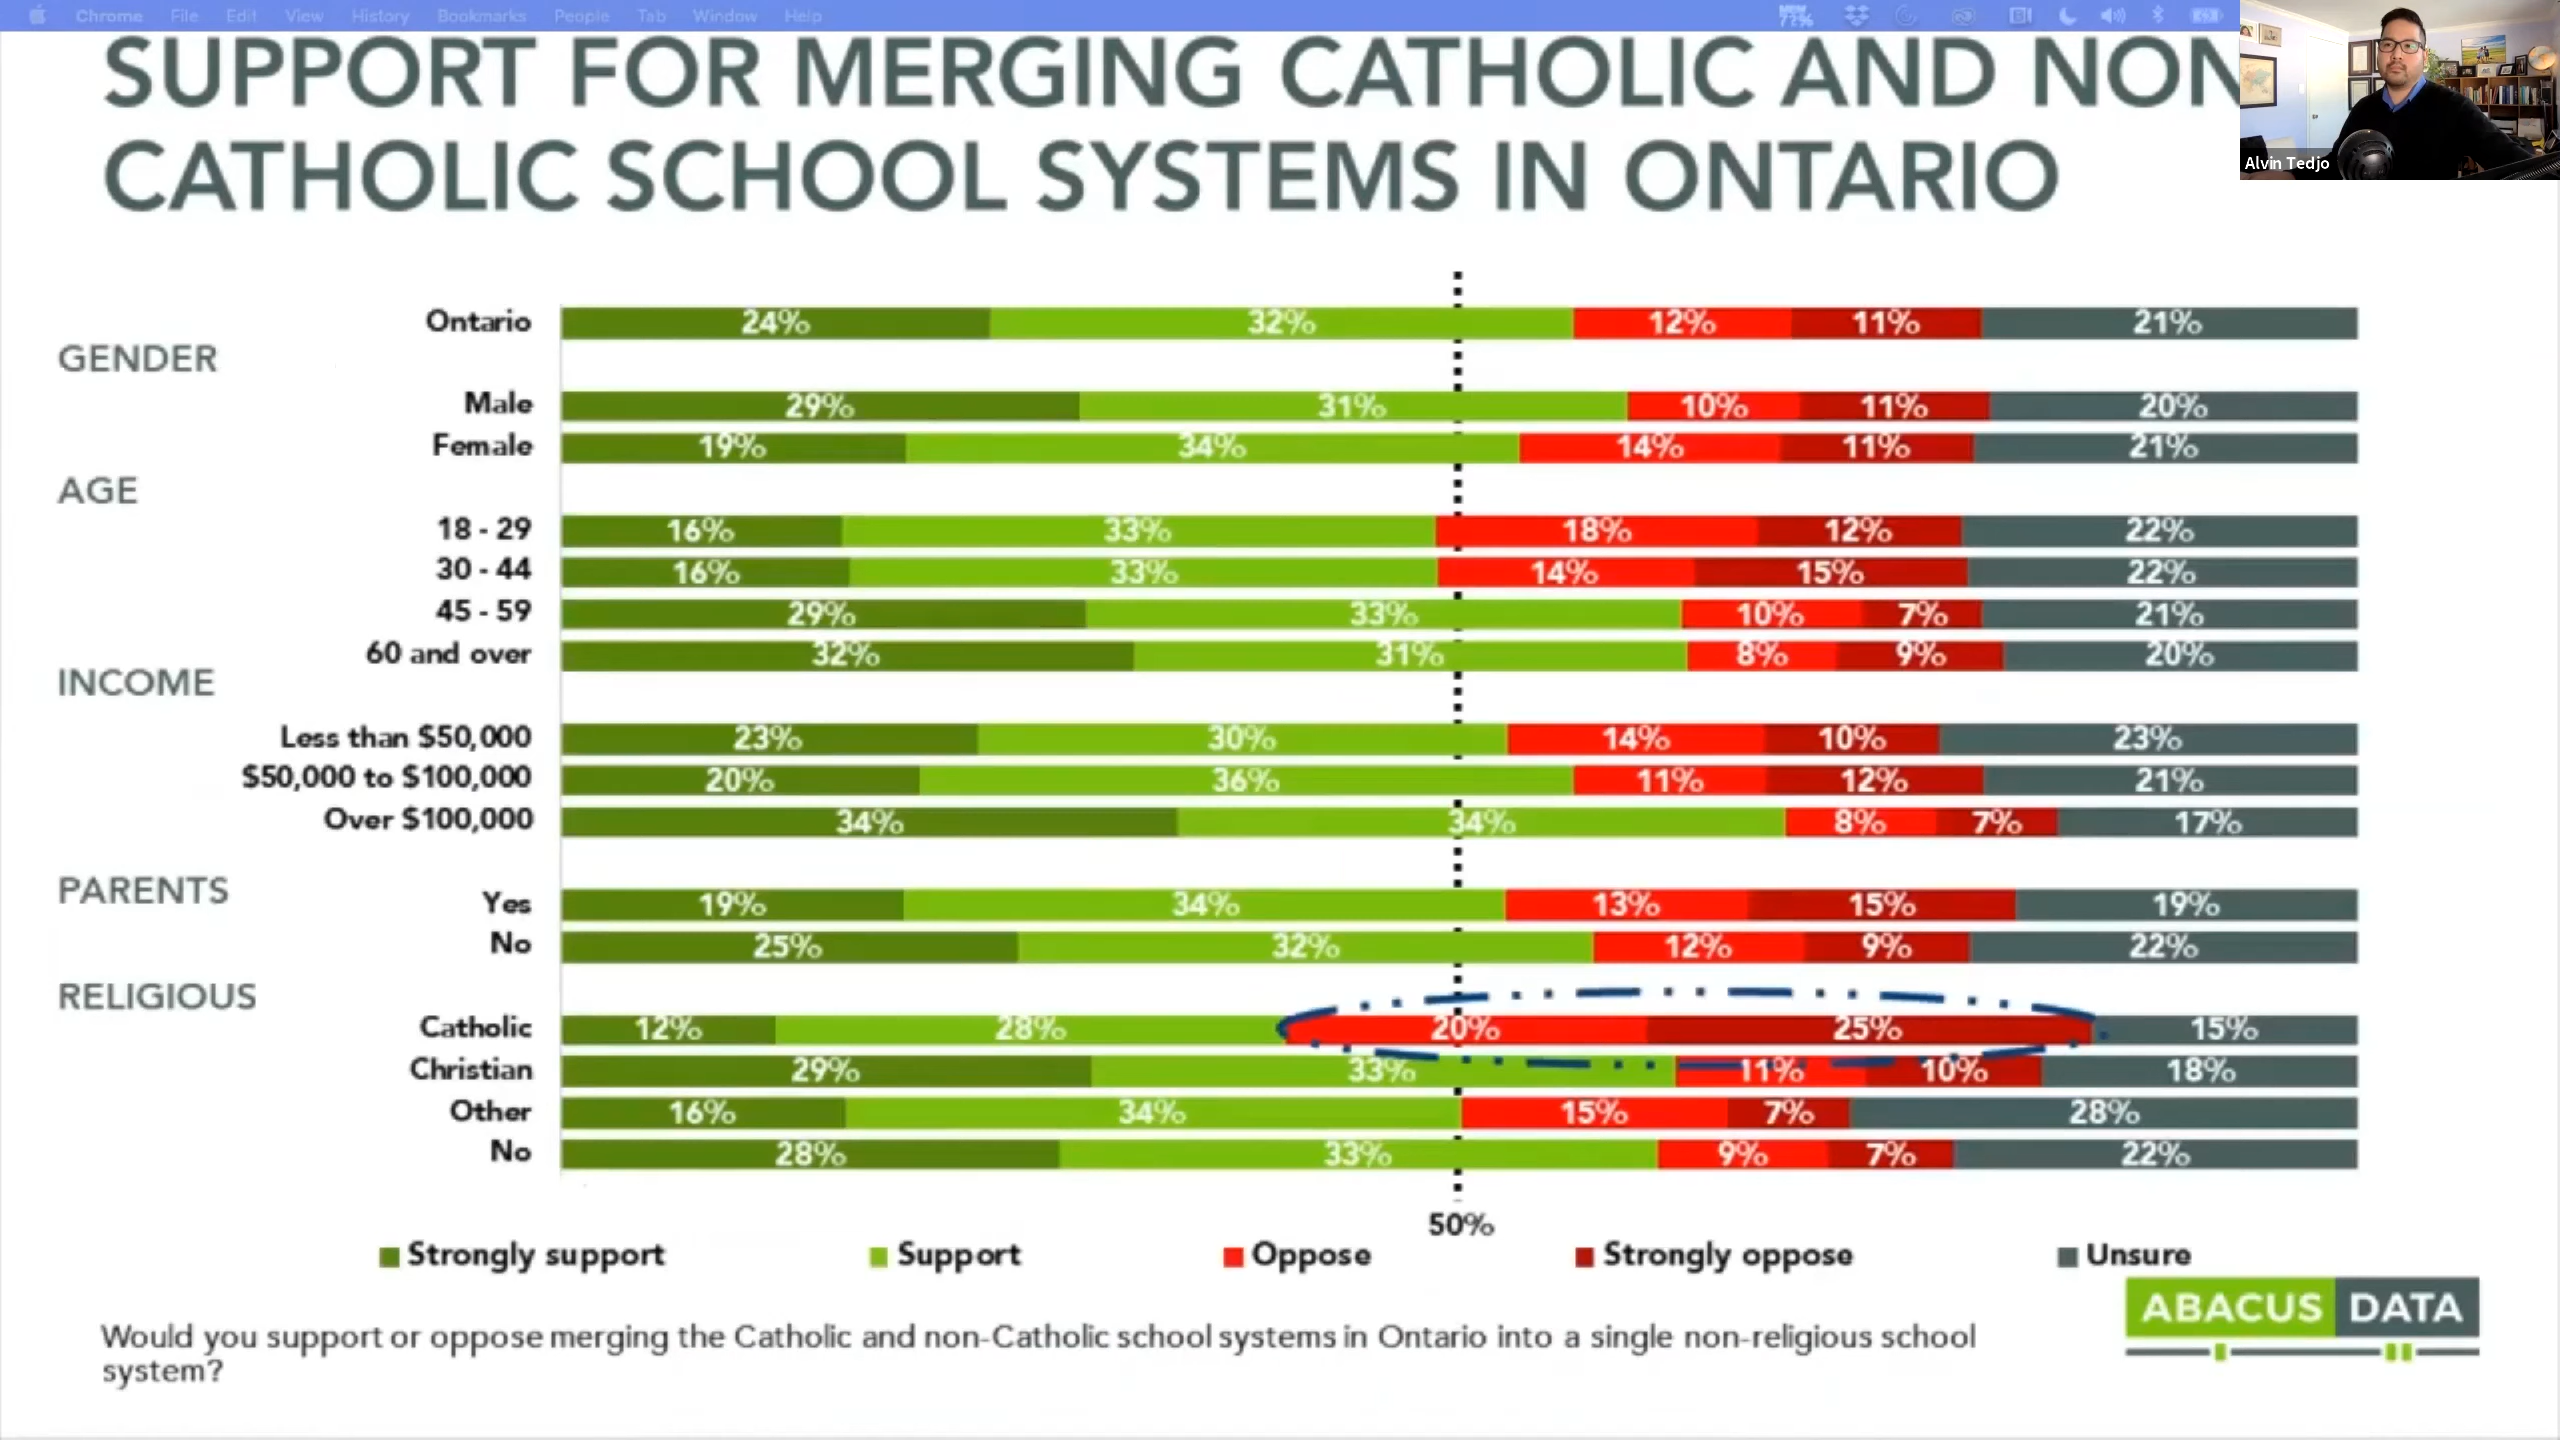 Chrome File Edit View History Bookmarks People Tab Window Help
SUPPORT FOR MERGING CATHOLIC AND NON
CATHOLIC SCHOOL SYSTEMS IN ONTARIO
Alvin Tedjo
Ontario 24% 32% 12% 11% 21%
GENDER
Male 29% 31% 10% 11% 20%
Female 19% 34% 14% 11% 21%
AGE
18 - 29 16% 33% 18% 12% 22%
30 - 44 16% 33% 14% 15% 22%
45 - 59 29% 33% 10% 7% 21%
60 and over 32% 31% 8% 9% 20%
INCOME
Less than $50,000 23% 30% 14% 10% 23%
$50,000 to $100,000 20% 36% 11% 12% 21%
Over $100,000 34% 34% 8% 7% 17%
PARENTS
Yes 19% 34% 13% 15% 19%
No 25% 32% 12% 9% 22%
RELIGIOUS
Catholic 12% 28% 20% 25% 15%
Christian 29% 33% 11% 10% 18%
Other 16% 34% 15% 7% 28%
No 28% 33% 9% 7% 22%
50%
Strongly support Support Oppose Strongly oppose Unsure
ABACUS DATA
Would you support or oppose merging the Catholic and non-Catholic school systems in Ontario into a single non-religious school
system?